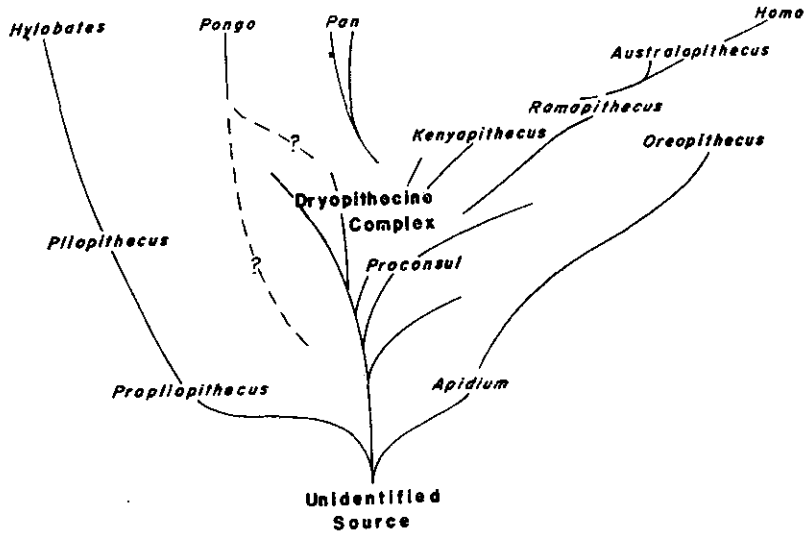 Homo
Hylobates
Pongo
Pan
Australopithecus
Ramapithecus
Kenyapithecus
Oreopithecus
?
Dryopithecine
Complex
Pliopithecus
?
Proconsul
Propliopithecus
Apidium
Unidentified
Source